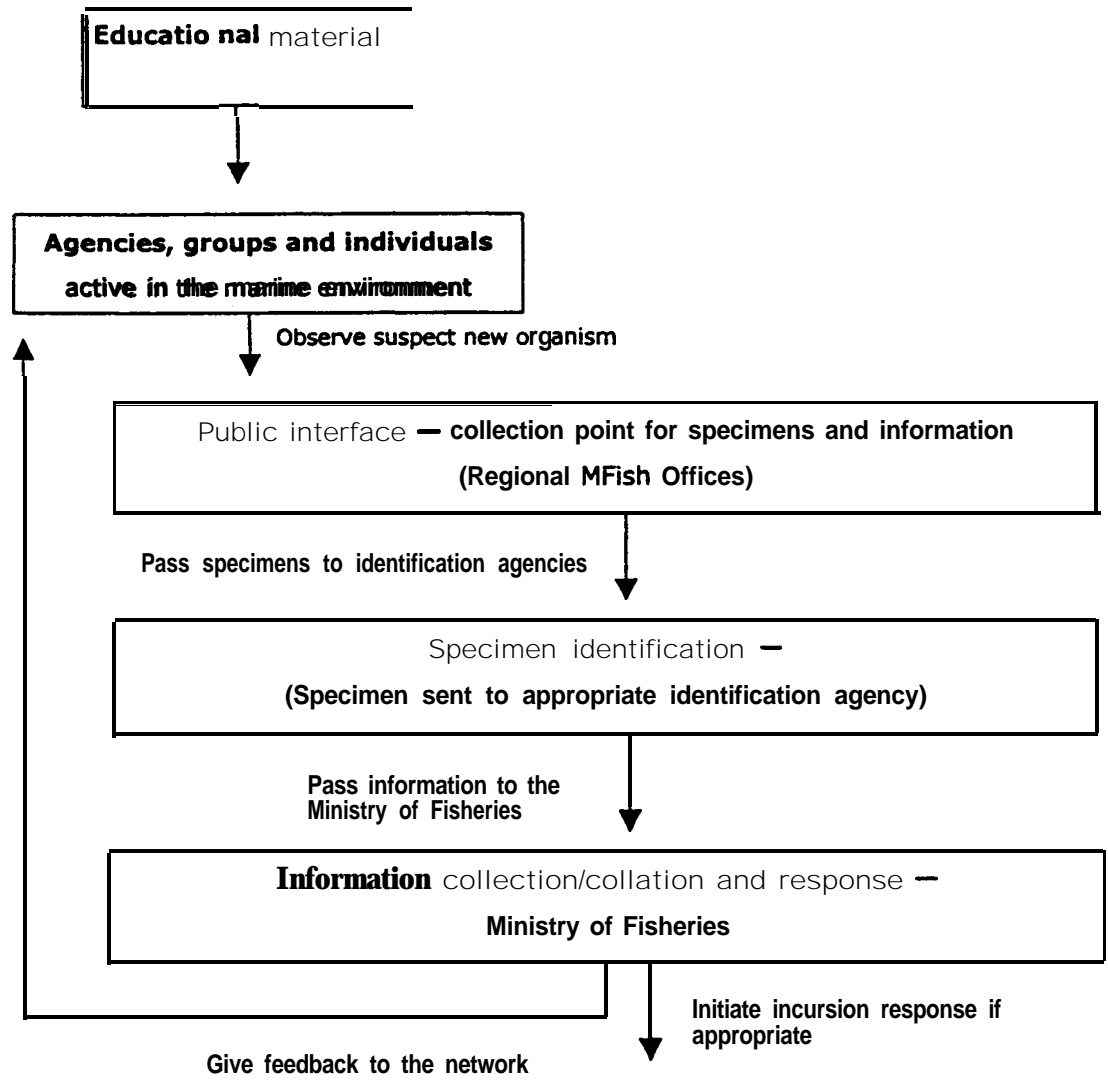 Educatio nal material
Agencies, groups and individuals
active in the marine environment
Observe suspect new organism
Public interface — collection point for specimens and information
(Regional MFish Offices)
Pass specimens to identification agencies
Specimen identification —
(Specimen sent to appropriate identification agency)
Pass information to the
Ministry of Fisheries
Information collection/collation and response —
Ministry of Fisheries
Initiate incursion response if
appropriate
Give feedback to the network